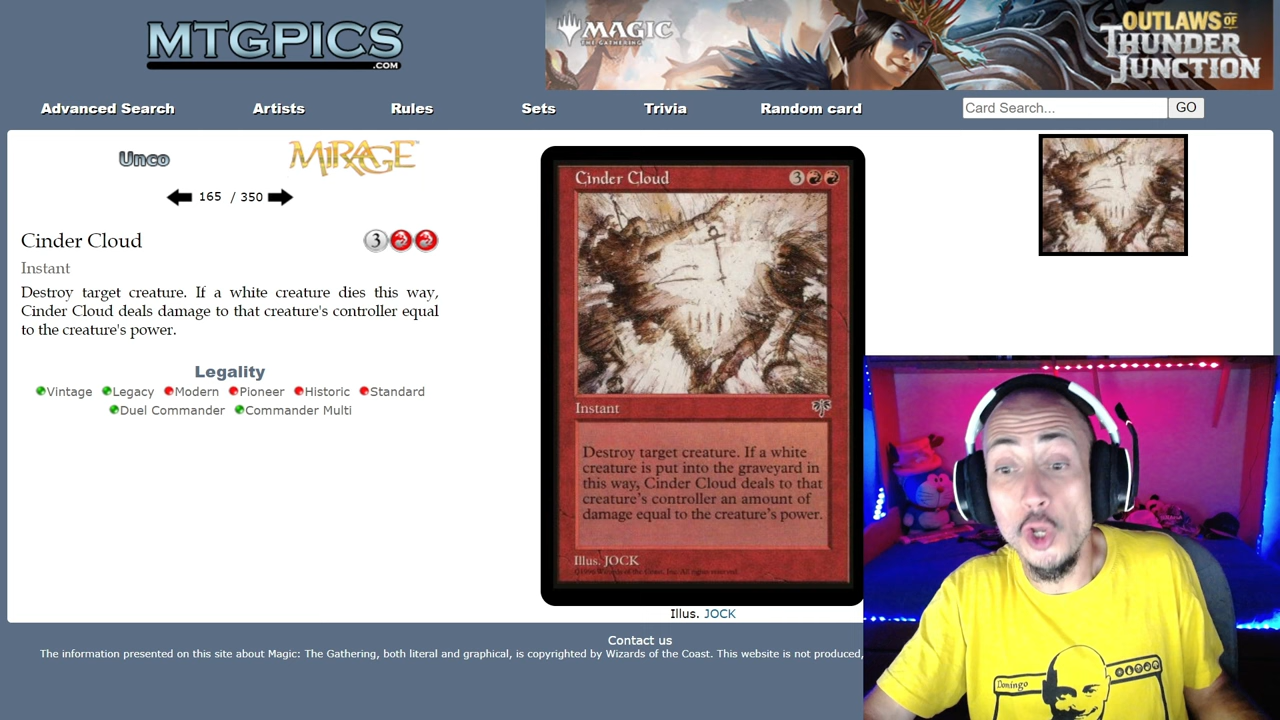 MTGPICS
.COM
MAGIC
THE GATHERING
OUTLAWS OF
THUNDER
JUNCTION
Advanced Search
Artists
Rules
Sets
Trivia
Random card
Card Search...
GO
Unco
MIRAGE
165 / 350
Cinder Cloud
3
Instant
Destroy target creature. If a white creature dies this way,
Cinder Cloud deals damage to that creature's controller equal
to the creature's power.
Legality
Vintage Legacy Modern Pioneer Historic Standard
Duel Commander Commander Multi
Cinder Cloud
3
Instant
Destroy target creature. If a white
creature is put into the graveyard in
this way, Cinder Cloud deals to that
creature's controller an amount of
damage equal to the creature's power.
Illus. JOCK
Illus. JOCK
Contact us
The information presented on this site about Magic: The Gathering, both literal and graphical, is copyrighted by Wizards of the Coast. This website is not produced,
Domingo